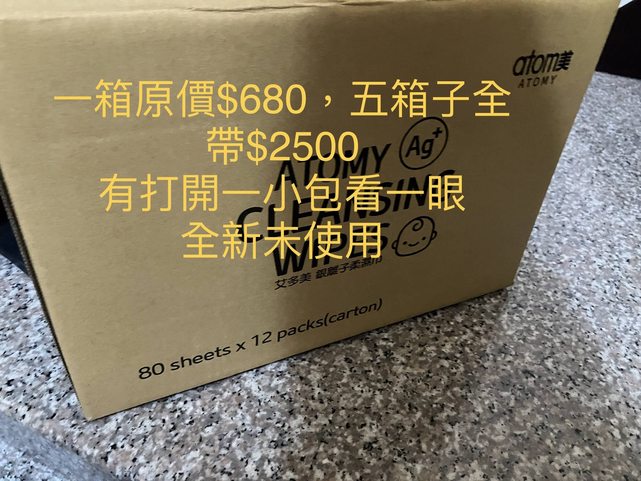 atom美
ATOMY
一箱原價$680，五箱子全
帶$2500
有打開一小包看一眼
全新未使用
ATOMY Ag+
CLEANSING
WIPES
艾多美 銀離子柔濕巾
80 sheets x 12 packs(carton)